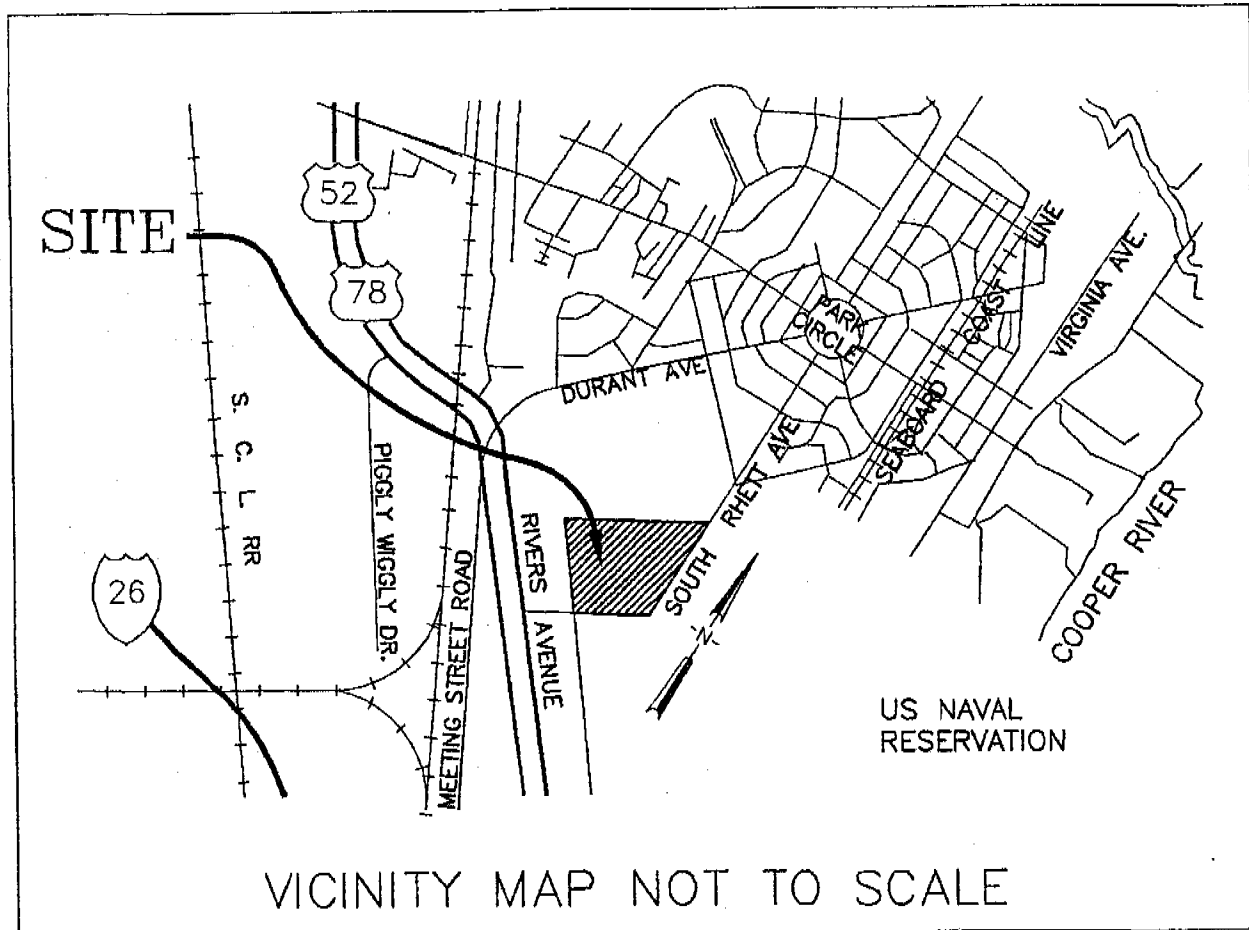 52
SITE
78
PARK
CIRCLE
SEABOARD COAST LINE
VIRGINIA AVE.
DURANT AVE
S. C. L RR
PIGGLY WIGGLY DR.
MEETING STREET ROAD
RIVERS AVENUE
SOUTH RHETT AVE
COOPER RIVER
26
-N-
US NAVAL
RESERVATION
VICINITY MAP NOT TO SCALE